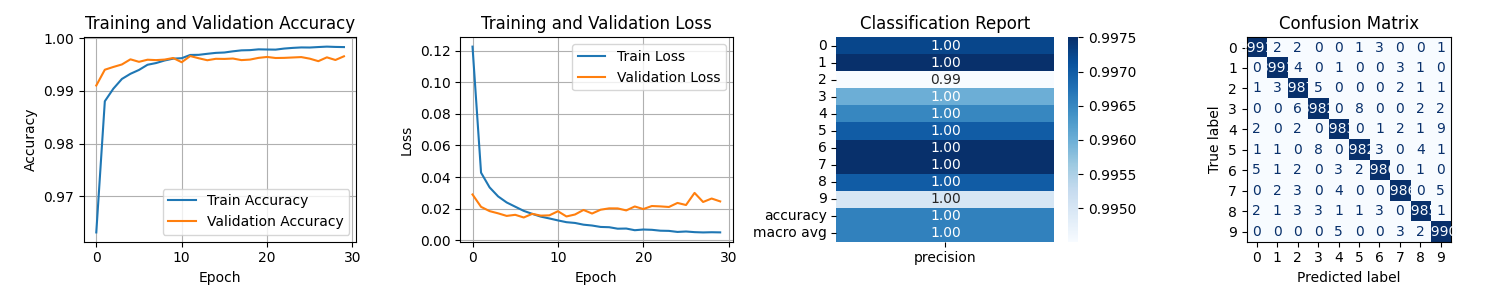 Training and Validation Accuracy
1.00
0.99
0.98
0.97
Accuracy
Train Accuracy
Validation Accuracy
0 10 20 30
Epoch
Training and Validation Loss
0.12
0.10
0.08
0.06
0.04
0.02
0.00
Loss
Train Loss
Validation Loss
0 10 20 30
Epoch
Classification Report
0 1.00
1 1.00
2 0.99
3 1.00
4 1.00
5 1.00
6 1.00
7 1.00
8 1.00
9 1.00
accuracy 1.00
macro avg 1.00
precision
0.9975
0.9970
0.9965
0.9960
0.9955
0.9950
Confusion Matrix
True label
0 2 2 0 0 1 3 0 0 1
1 0 4 0 1 0 0 3 1 0
2 1 3 5 0 0 0 2 1 1
3 0 0 6 0 8 0 0 2 2
4 2 0 2 0 0 1 2 1 9
5 1 1 0 8 0 3 0 4 1
6 5 1 2 0 3 2 0 1 0
7 0 2 3 0 4 0 0 0 5
8 2 1 3 3 1 1 3 0 1
9 0 0 0 0 5 0 0 3 2
0 1 2 3 4 5 6 7 8 9
Predicted label